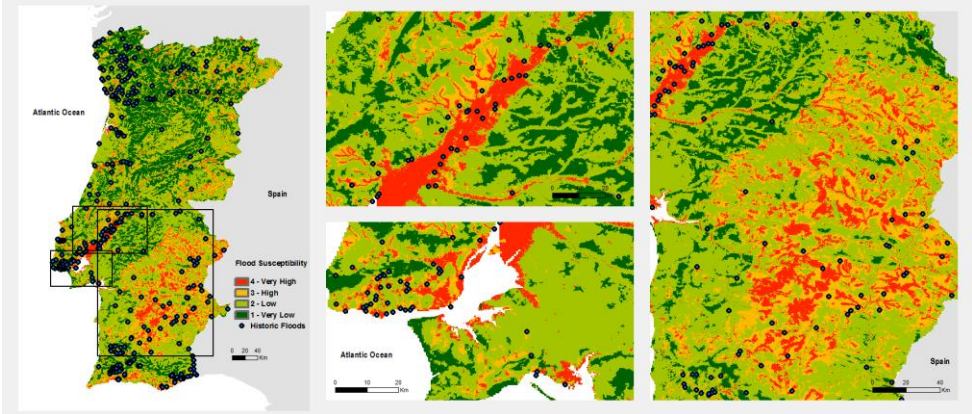 Atlantic Ocean
Spain
Flood Susceptibility
4 - Very High
3 - High
2 - Low
1 - Very Low
Historic Floods
0 20 40
Km
Atlantic Ocean
0 10 20
Km
Spain
0 20 40
Km